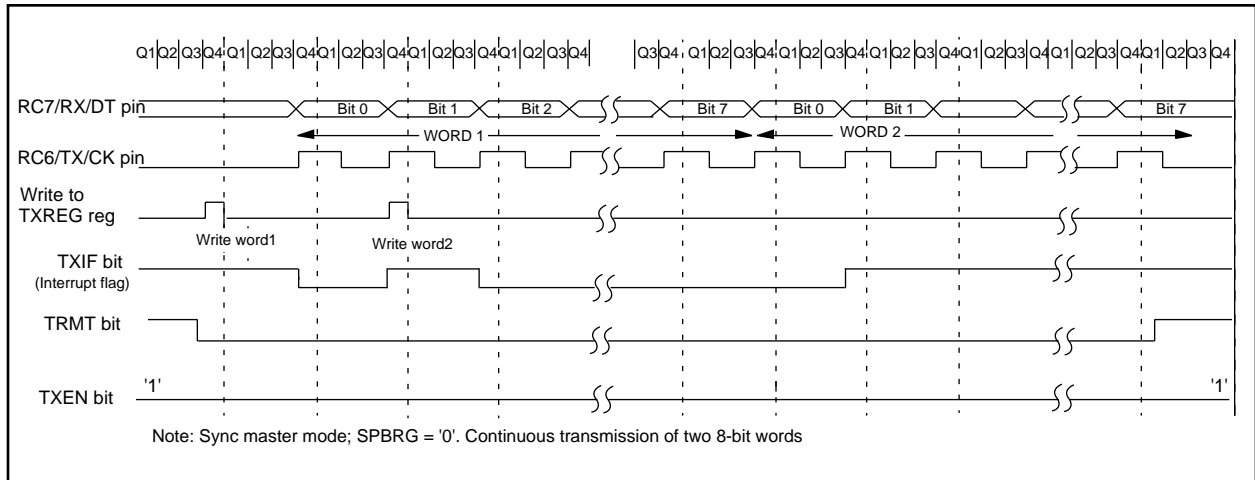 Q1 Q2 Q3 Q4 Q1 Q2 Q3 Q4 Q1 Q2 Q3 Q4 Q1 Q2 Q3 Q4 Q1 Q2 Q3 Q4 Q3 Q4 Q1 Q2 Q3 Q4 Q1 Q2 Q3 Q4 Q1 Q2 Q3 Q4 Q1 Q2 Q3 Q4 Q1 Q2 Q3 Q4 Q1 Q2 Q3 Q4
RC7/RX/DT pin Bit 0 Bit 1 Bit 2 Bit 7 Bit 0 Bit 1 Bit 7
WORD 1 WORD 2
RC6/TX/CK pin
Write to
TXREG reg
Write word1 Write word2
TXIF bit
(Interrupt flag)
TRMT bit
'1' '1'
TXEN bit
Note: Sync master mode; SPBRG = '0'. Continuous transmission of two 8-bit words